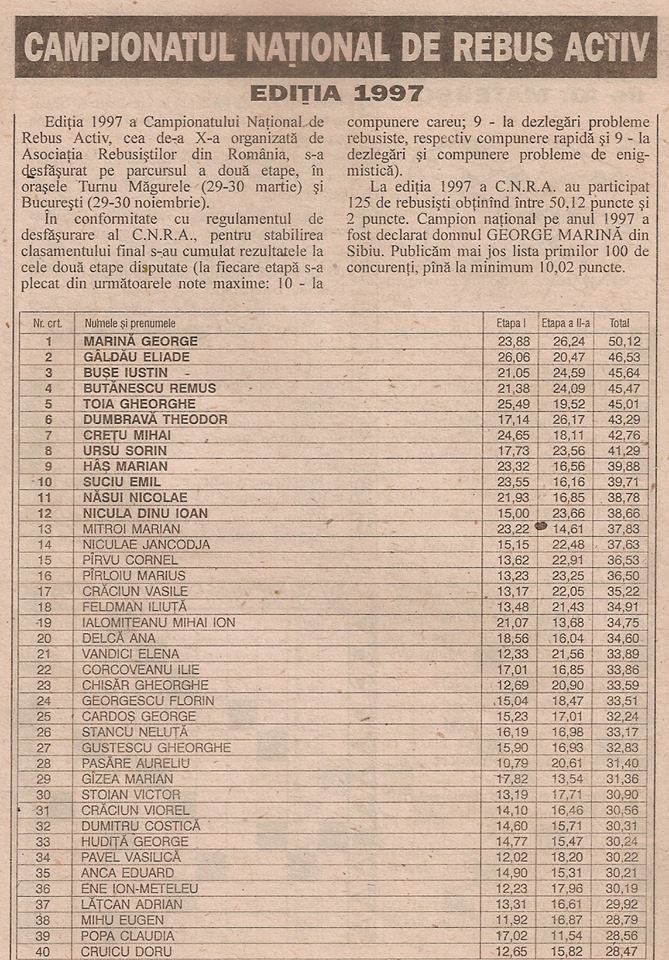 CAMPIONATUL NAȚIONAL DE REBUS ACTIV
EDIȚIA 1997
Ediția 1997 a Campionatului Național de
Rebus Activ, cea de-a X-a organizată de
Asociația Rebusiștilor din România, s-a
desfășurat pe parcursul a două etape, în
orașele Turnu Măgurele (29-30 martie) și
București (29-30 noiembrie).
În conformitate cu regulamentul de
desfășurare al C.N.R.A., pentru stabilirea
clasamentului final s-au cumulat rezultatele la
cele două etape disputate (la fiecare etapă s-a
plecat din următoarele note maxime: 10 - la
compunere careu; 9 - la dezlegări probleme
rebusiste, respectiv compunere rapidă și 9 - la
dezlegări și compunere probleme de enig-
mistică).
La ediția 1997 a C.N.R.A. au participat
125 de rebusiști obținînd între 50,12 puncte și
2 puncte. Campion național pe anul 1997 a
fost declarat domnul GEORGE MARINĂ din
Sibiu. Publicăm mai jos lista primilor 100 de
concurenți, pînă la minimum 10,02 puncte.
Nr. crt. Numele și prenumele Etapa I Etapa a II-a Total
1 MARINĂ GEORGE 23,88 26,24 50,12
2 GÂLDĂU ELIADE 26,06 20,47 46,53
3 BUȘE IUSTIN 21,05 24,59 45,64
4 BUTĂNESCU REMUS 21,38 24,09 45,47
5 TOIA GHEORGHE 25,49 19,52 45,01
6 DUMBRAVĂ THEODOR 17,14 26,17 43,29
7 CREȚU MIHAI 24,65 18,11 42,76
8 URSU SORIN 17,73 23,56 41,29
9 HÂȘ MARIAN 23,32 16,56 39,88
10 SUCIU EMIL 23,55 16,16 39,71
11 NĂSUI NICOLAE 21,93 16,85 38,78
12 NICULA DINU IOAN 15,00 23,66 38,66
13 MITROI MARIAN 23,22 14,61 37,83
14 NICULAE JANCODJA 15,15 22,48 37,63
15 PÎRVU CORNEL 13,62 22,91 36,53
16 PÎRLOIU MARIUS 13,23 23,25 36,50
17 CRĂCIUN VASILE 13,17 22,05 35,22
18 FELDMAN ILIUȚĂ 13,48 21,43 34,91
19 IALOMIȚEANU MIHAI ION 21,07 13,68 34,75
20 DELCĂ ANA 18,56 16,04 34,60
21 VANDICI ELENA 12,33 21,56 33,89
22 CORCOVEANU ILIE 17,01 16,85 33,86
23 CHISĂR GHEORGHE 12,69 20,90 33,59
24 GEORGESCU FLORIN 15,04 18,47 33,51
25 CARDOȘ GEORGE 15,23 17,01 32,24
26 STANCU NELUȚĂ 16,19 16,98 33,17
27 GUSTESCU GHEORGHE 15,90 16,93 32,83
28 PASĂRE AURELIU 10,79 20,61 31,40
29 GÎZEA MARIAN 17,82 13,54 31,36
30 STOIAN VICTOR 13,19 17,71 30,90
31 CRĂCIUN VIOREL 14,10 16,46 30,56
32 DUMITRU COSTICĂ 14,60 15,71 30,31
33 HUDIȚĂ GEORGE 14,77 15,47 30,24
34 PAVEL VASILICĂ 12,02 18,20 30,22
35 ANCA EDUARD 14,90 15,31 30,21
36 ENE ION-METELEU 12,23 17,96 30,19
37 LĂȚCAN ADRIAN 13,31 16,61 29,92
38 MIHU EUGEN 11,92 16,87 28,79
39 POPA CLAUDIA 17,02 11,54 28,56
40 CRUICU DORU 12,65 15,82 28,47